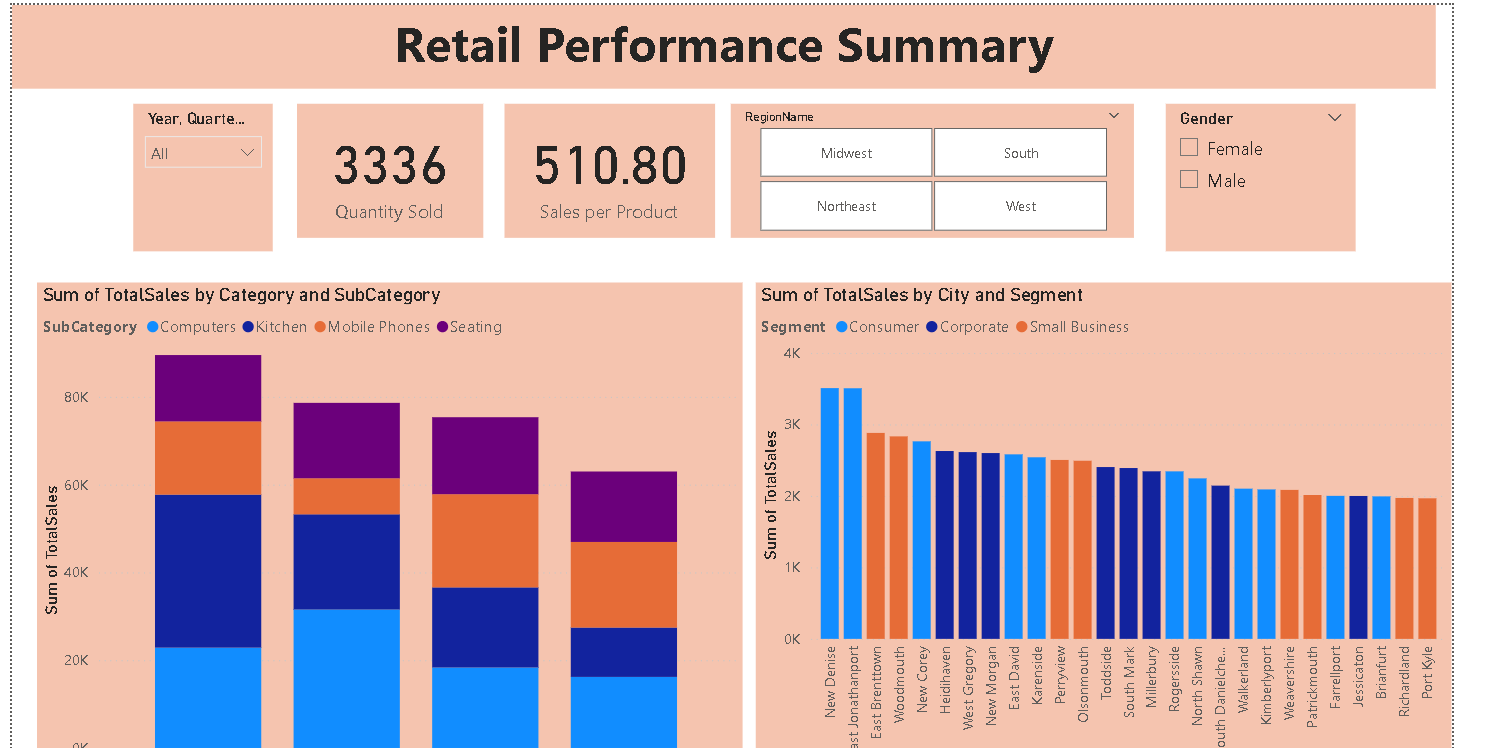 Retail Performance Summary
Year, Quarte...
All
3336
Quantity Sold
510.80
Sales per Product
RegionName
Midwest
South
Northeast
West
Gender
Female
Male
Sum of TotalSales by Category and SubCategory
SubCategory Computers Kitchen Mobile Phones Seating
Sum of TotalSales
80K
60K
40K
20K
0K
Sum of TotalSales by City and Segment
Segment Consumer Corporate Small Business
Sum of TotalSales
4K
3K
2K
1K
0K
New Denise
ast Jonathanport
East Brenttown
Woodmouth
New Corey
Heidihaven
West Gregory
New Morgan
East David
Karenside
Perryview
Olsonmouth
Toddside
South Mark
Millerbury
Rogersside
North Shawn
outh Danielche...
Walkerland
Kimberlyport
Weavershire
Patrickmouth
Farrellport
Jessicaton
Brianfurt
Richardland
Port Kyle